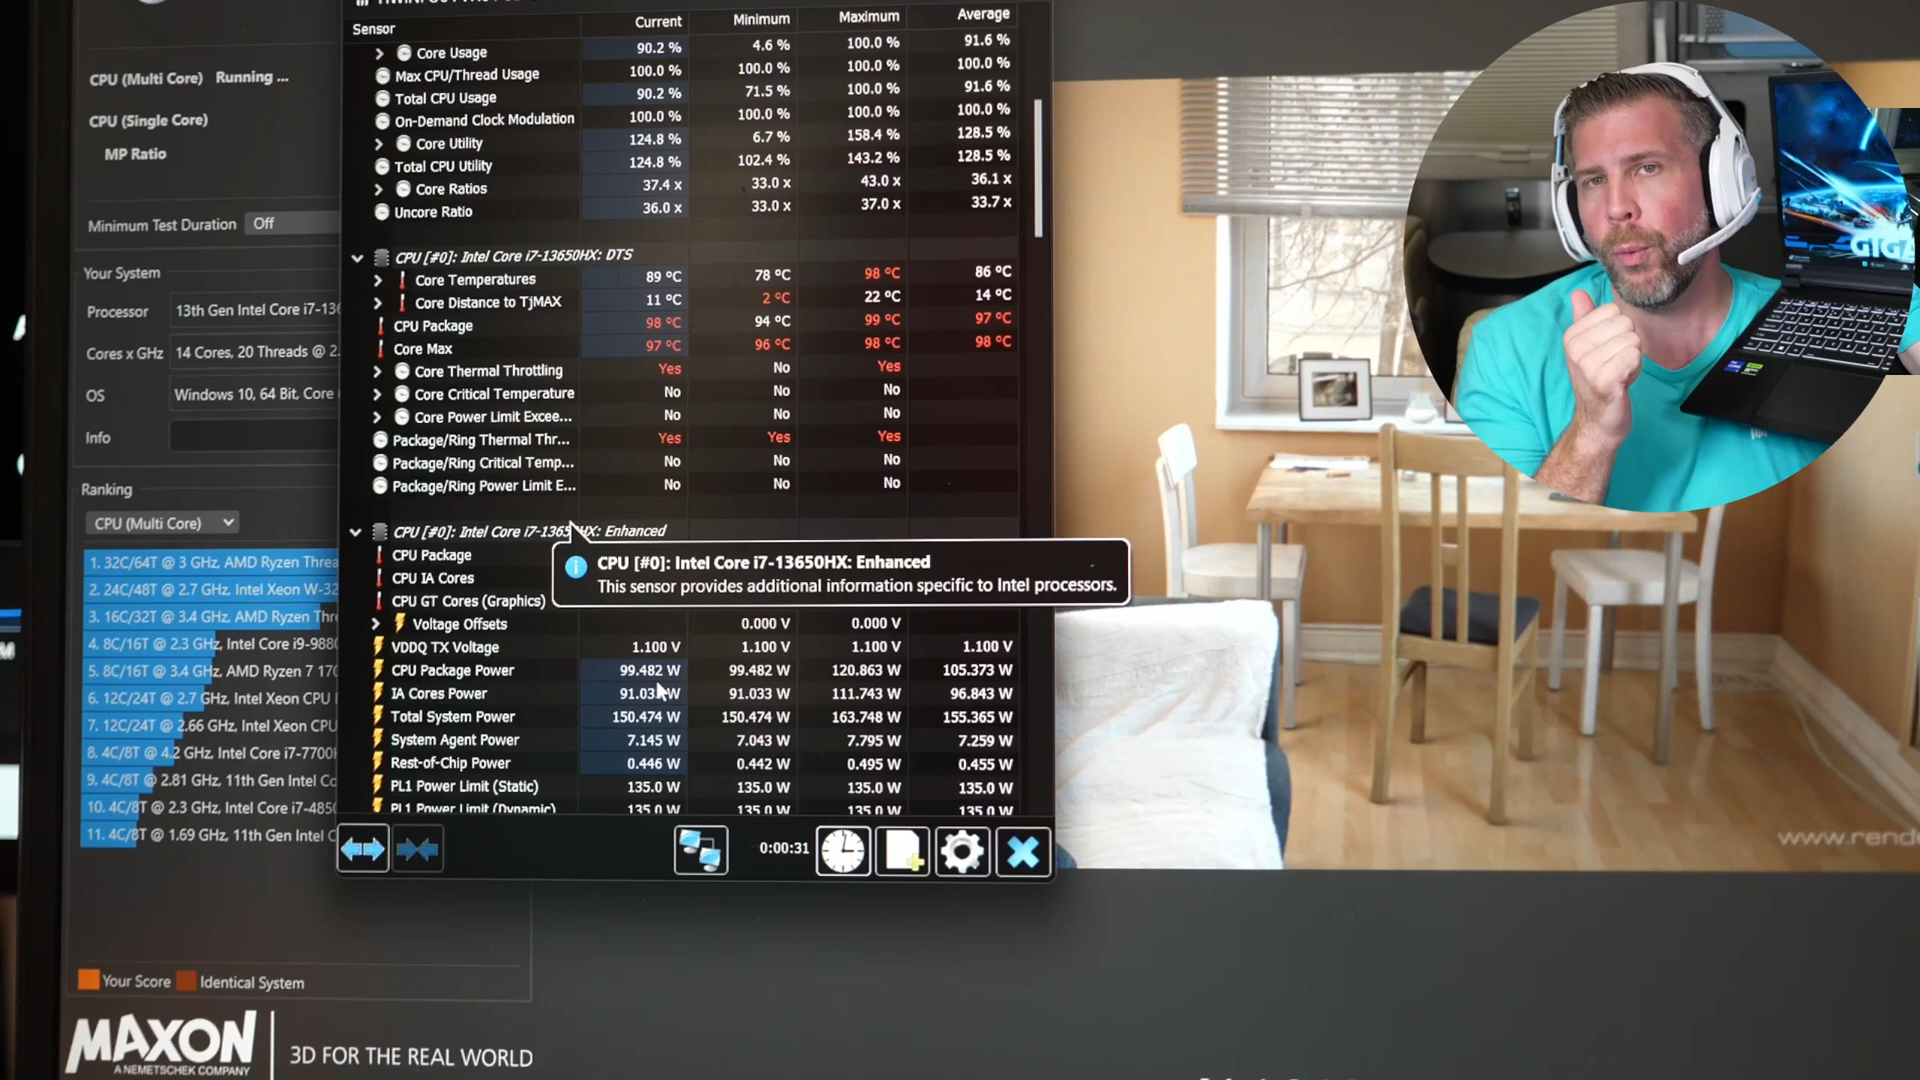 Sensor Current Minimum Maximum Average
Core Usage 90.2 % 4.6 % 100.0 % 91.6 %
Max CPU/Thread Usage 100.0 % 100.0 % 100.0 % 100.0 %
Total CPU Usage 90.2 % 71.5 % 100.0 % 91.6 %
On-Demand Clock Modulation 100.0 % 100.0 % 100.0 % 100.0 %
Core Utility 124.8 % 6.7 % 158.4 % 128.5 %
Total CPU Utility 124.8 % 102.4 % 143.2 % 128.5 %
Core Ratios 37.4 x 33.0 x 43.0 x 36.1 x
Uncore Ratio 36.0 x 33.0 x 37.0 x 33.7 x
CPU [#0]: Intel Core i7-13650HX: DTS
Core Temperatures 89 °C 78 °C 98 °C 86 °C
Core Distance to TjMAX 11 °C 2 °C 22 °C 14 °C
CPU Package 98 °C 94 °C 99 °C 97 °C
Core Max 97 °C 96 °C 98 °C 98 °C
Core Thermal Throttling Yes No Yes
Core Critical Temperature No No No
Core Power Limit Excee... No No No
Package/Ring Thermal Thr... Yes Yes Yes
Package/Ring Critical Temp... No No No
Package/Ring Power Limit E... No No No
CPU [#0]: Intel Core i7-1365 HX: Enhanced
CPU Package
CPU IA Cores
CPU GT Cores (Graphics)
CPU [#0]: Intel Core i7-13650HX: Enhanced
This sensor provides additional information specific to Intel processors.
Voltage Offsets 0.000 V 0.000 V
VDDQ TX Voltage 1.100 V 1.100 V 1.100 V 1.100 V
CPU Package Power 99.482 W 99.482 W 120.863 W 105.373 W
IA Cores Power 91.03 W 91.033 W 111.743 W 96.843 W
Total System Power 150.474 W 150.474 W 163.748 W 155.365 W
System Agent Power 7.145 W 7.043 W 7.795 W 7.259 W
Rest-of-Chip Power 0.446 W 0.442 W 0.495 W 0.455 W
PL1 Power Limit (Static) 135.0 W 135.0 W 135.0 W 135.0 W
PL1 Power Limit (Dynamic) 135.0 W 135.0 W 135.0 W 135.0 W
0:00:31
CPU (Multi Core) Running ...
CPU (Single Core)
MP Ratio
Minimum Test Duration Off
Your System
Processor 13th Gen Intel Core i7-136
Cores x GHz 14 Cores, 20 Threads @ 2.
OS Windows 10, 64 Bit, Core
Info
Ranking
CPU (Multi Core)
1. 32C/64T @ 3 GHz, AMD Ryzen Threa
2. 24C/48T @ 2.7 GHz, Intel Xeon W-32
3. 16C/32T @ 3.4 GHz, AMD Ryzen Thre
4. 8C/16T @ 2.3 GHz, Intel Core i9-9880
5. 8C/16T @ 3.4 GHz, AMD Ryzen 7 170
6. 12C/24T @ 2.7 GHz, Intel Xeon CPU
7. 12C/24T @ 2.66 GHz, Intel Xeon CPU
8. 4C/8T @ 4.2 GHz, Intel Core i7-7700
9. 4C/8T @ 2.81 GHz, 11th Gen Intel Co
10. 4C/8T @ 2.3 GHz, Intel Core i7-485
11. 4C/8T @ 1.69 GHz, 11th Gen Intel C
Your Score Identical System
MAXON
A NEMETSCHEK COMPANY
3D FOR THE REAL WORLD
www.rend
GIGA